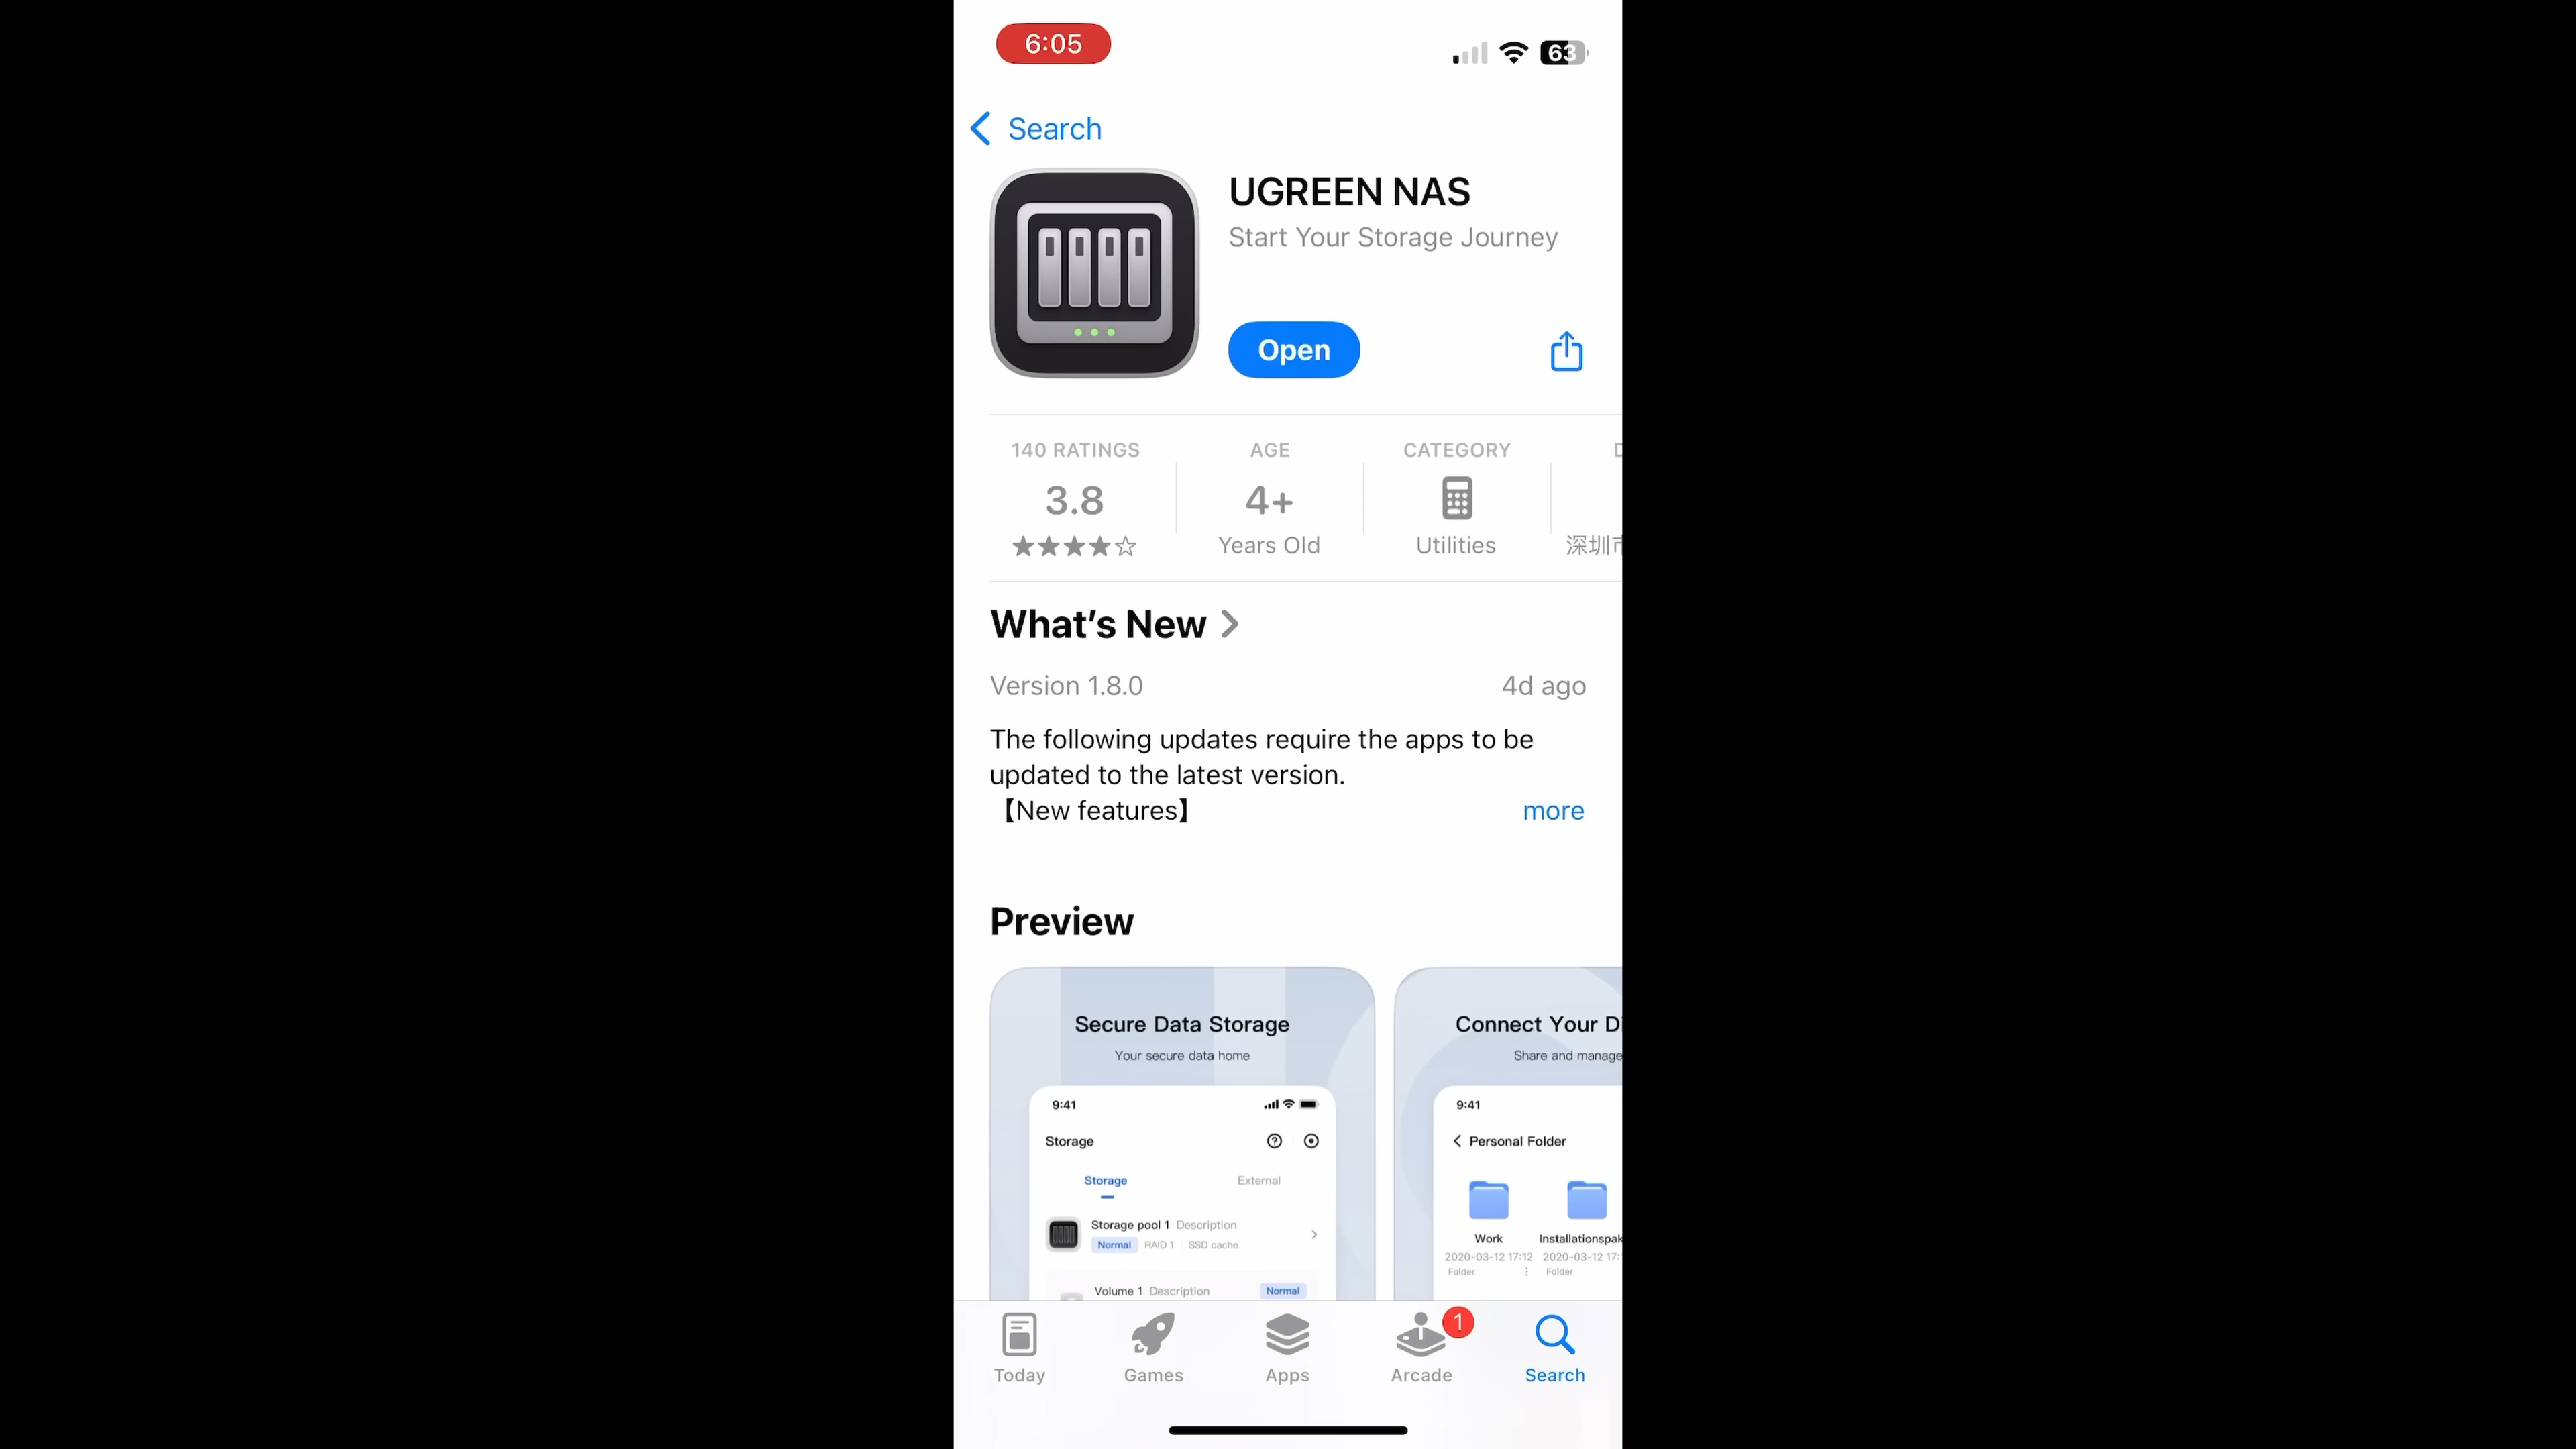 6:05
63
Search
UGREEN NAS
Start Your Storage Journey
Open
140 RATINGS
AGE
CATEGORY
3.8
4+
Years Old
Utilities
深圳
What's New
Version 1.8.0
4d ago
The following updates require the apps to be
updated to the latest version.
【New features】
more
Preview
Secure Data Storage
Your secure data home
9:41
Storage
Storage
External
Storage pool 1 Description
Normal RAID 1 SSD cache
Volume 1 Description
Normal
Connect Your
Share and manage
9:41
Personal Folder
Work
2020-03-12 17:12
Folder
Installationspak
2020-03-12 17:
Folder
Today
Games
Apps
Arcade
1
Search